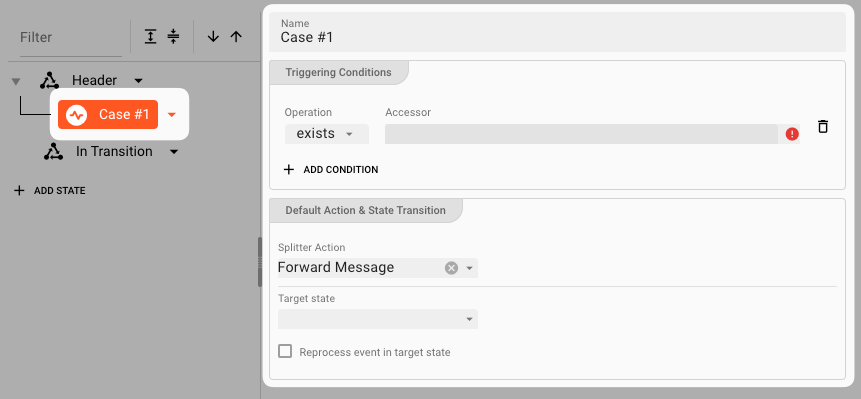 Filter
Header
Case #1
In Transition
ADD STATE
Name
Case #1
Triggering Conditions
Operation
Accessor
exists
ADD CONDITION
Default Action & State Transition
Splitter Action
Forward Message
Target state
Reprocess event in target state